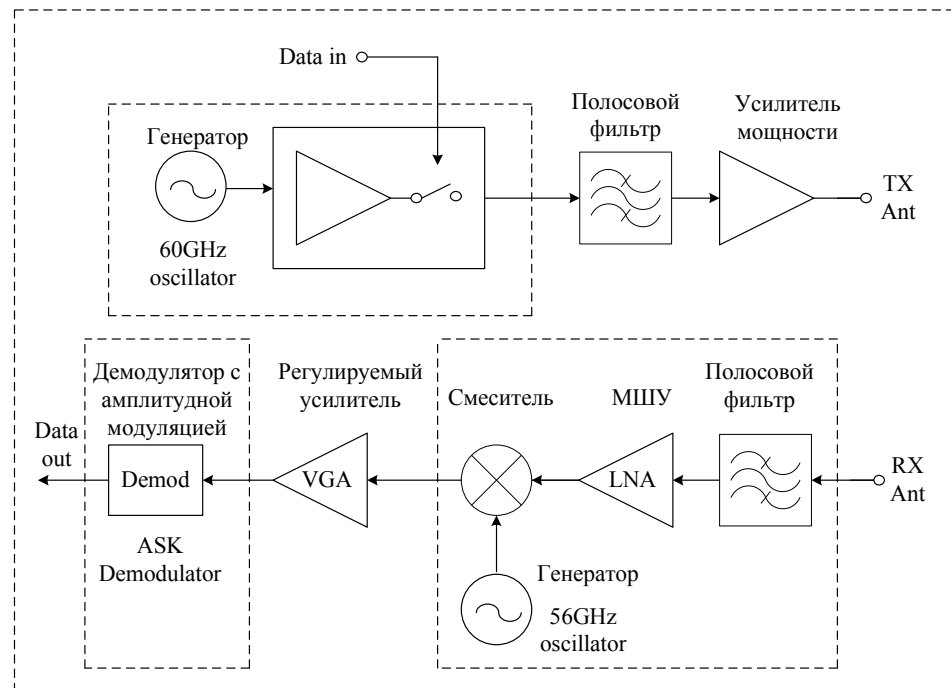 Data in
Генератор
60GHz
oscillator
Полосовой
фильтр
Усилитель
мощности
TX
Ant
Демодулятор с
амплитудной
модуляцией
Data
out
Demod
ASK
Demodulator
Регулируемый
усилитель
VGA
Смеситель
МШУ
LNA
Полосовой
фильтр
RX
Ant
Генератор
56GHz
oscillator